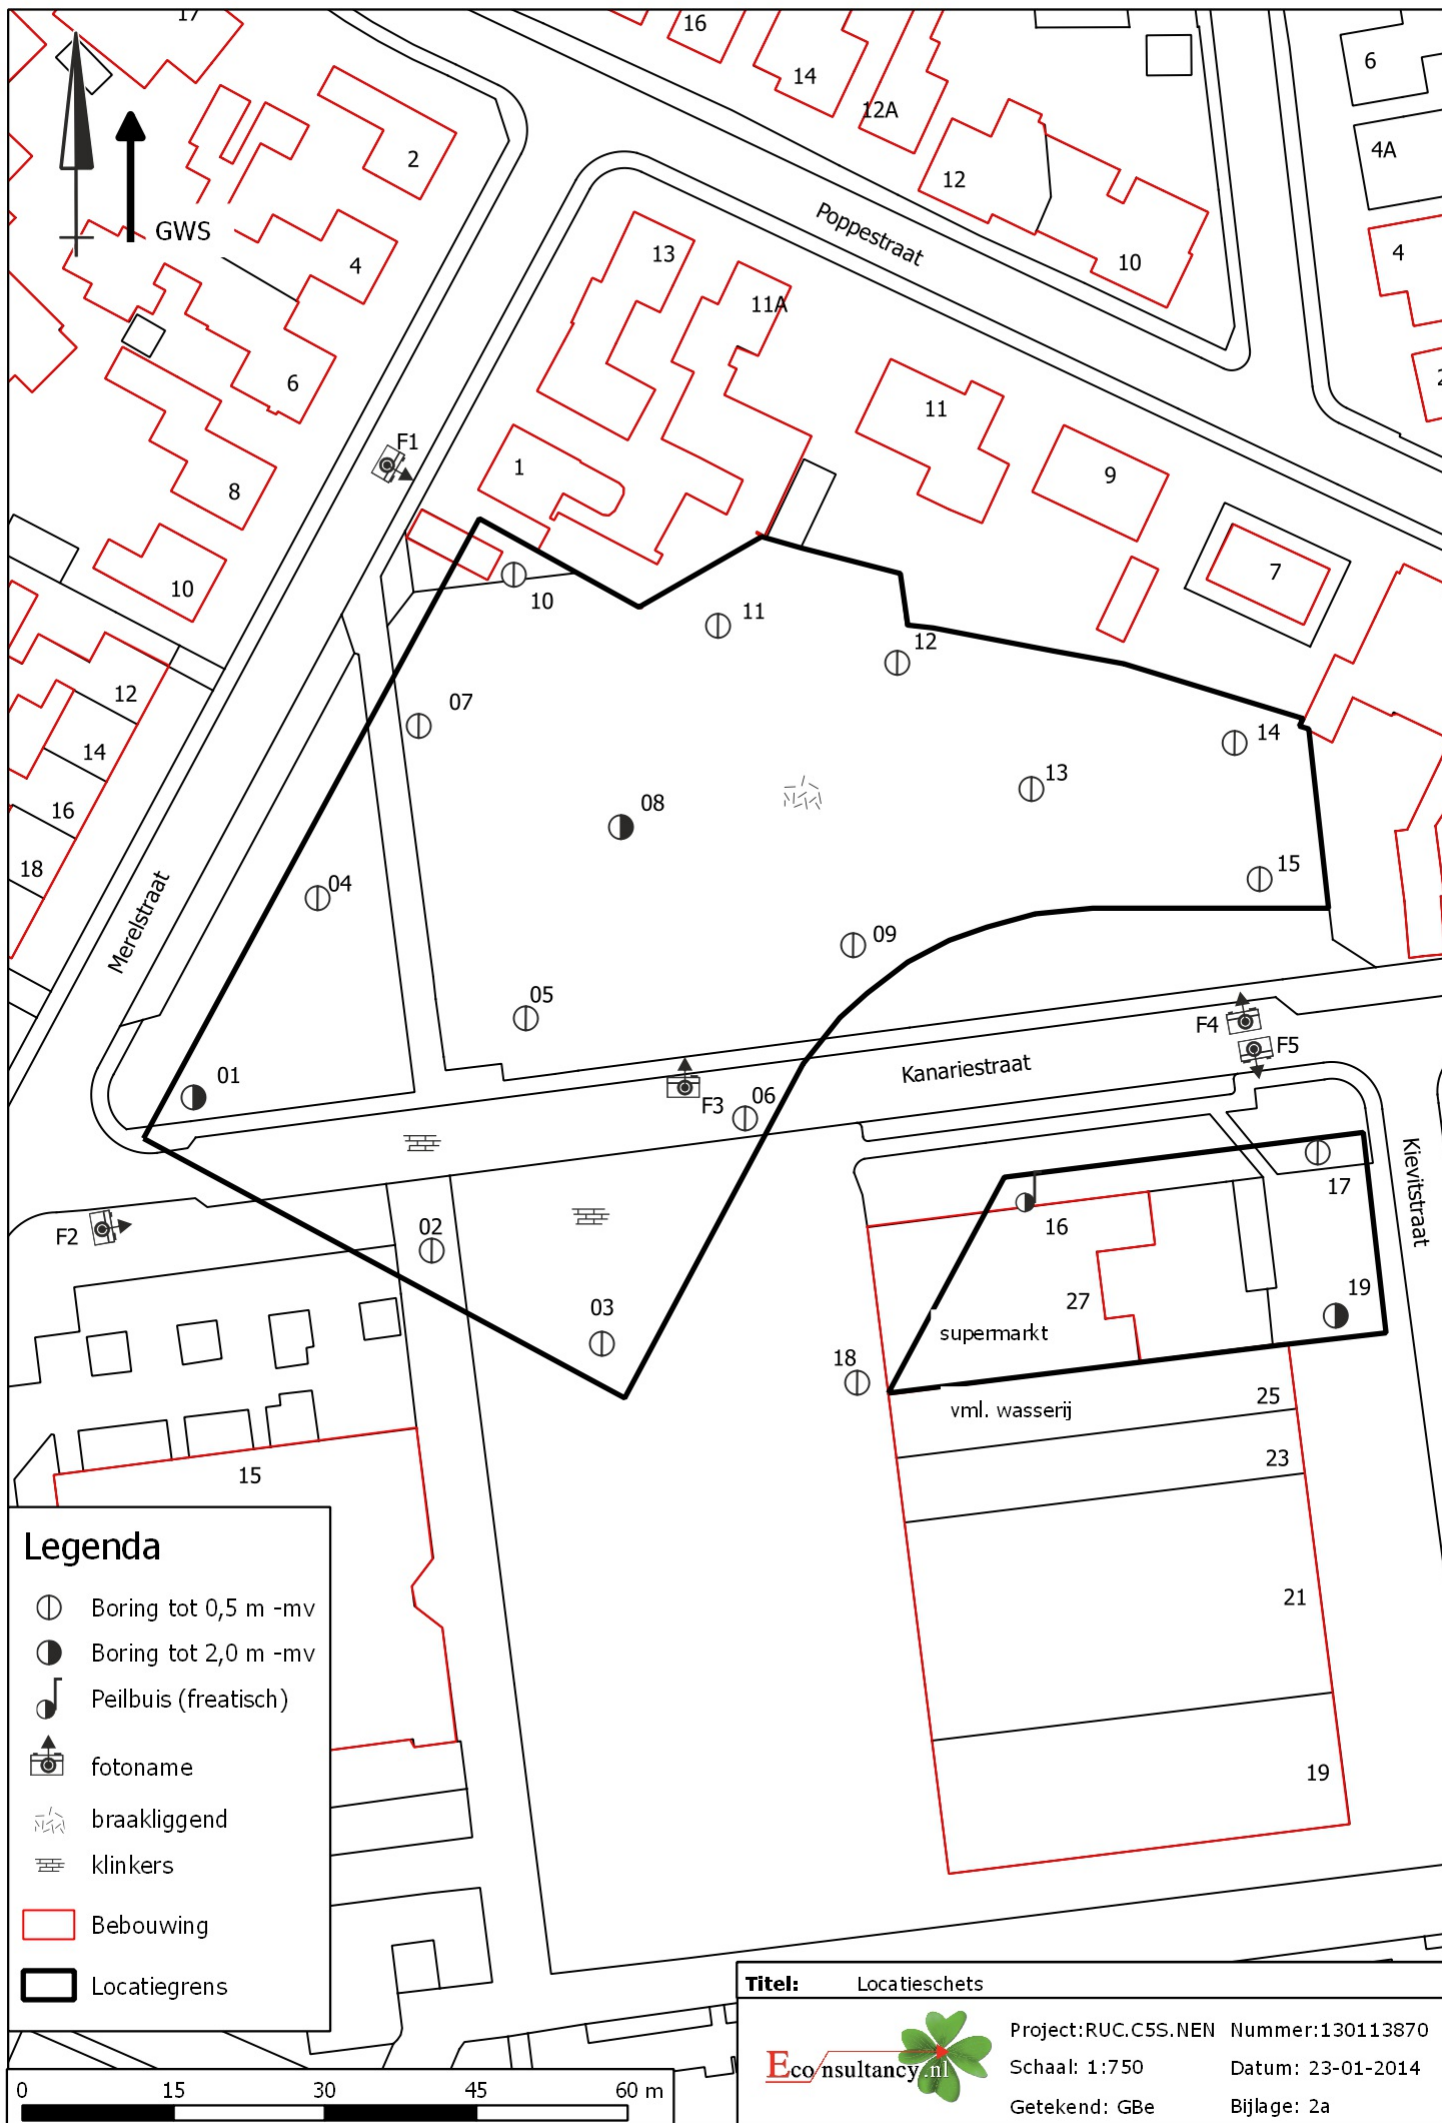 17
16
14
12A
12
10
6
4A
4
2
4
6
8
10
12
14
16
18
GWS
Poppestraat
13
11A
11
9
7
1
F1
10
11
12
07
14
13
08
15
04
09
05
Merelstraat
01
F3
06
Kanariestraat
F4
F5
F2
02
03
17
16
19
27
supermarkt
18
vml. wasserij
Kievitstraat
25
23
21
19
15
Legenda
Boring tot 0,5 m -mv
Boring tot 2,0 m -mv
Peilbuis (freatisch)
fotoname
braakliggend
klinkers
Bebouwing
Locatiegrens
0 15 30 45 60 m
Titel: Locatieschets
Econsultancy.nl
Project:RUC.C5S.NEN Nummer:130113870
Schaal: 1:750 Datum: 23-01-2014
Getekend: GBe Bijlage: 2a